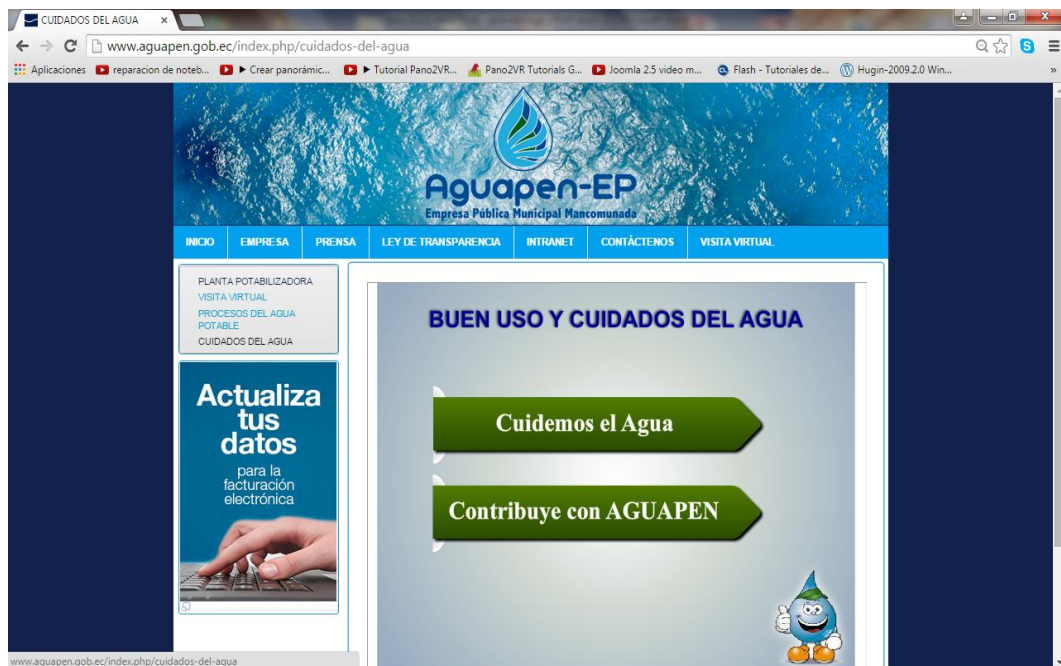 CUIDADOS DEL AGUA
www.aguapen.gob.ec/index.php/cuidados-del-agua
Aplicaciones reparacion de noteb... ► Crear panorámic... ► Tutorial Pano2VR... Pano2VR Tutorials G... Joomla 2.5 video m... Flash - Tutoriales de... Hugin-2009.2.0 Win... »
Aguapen-EP
Empresa Pública Municipal Mancomunada
INICIO EMPRESA PRENSA LEY DE TRANSPARENCIA INTRANET CONTÁCTENOS VISITA VIRTUAL
PLANTA POTABILIZADORA
VISITA VIRTUAL
PROCESOS DEL AGUA
POTABLE
CUIDADOS DEL AGUA
Actualiza
tus
datos
para la
facturación
electrónica
BUEN USO Y CUIDADOS DEL AGUA
Cuidemos el Agua
Contribuye con AGUAPEN
www.aguapen.gob.ec/index.php/cuidados-del-agua